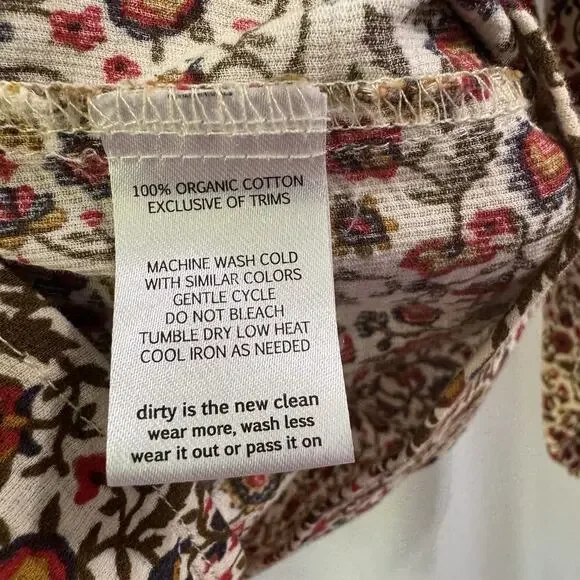 100% ORGANIC COTTON
EXCLUSIVE OF TRIMS
MACHINE WASH COLD
WITH SIMILAR COLORS
GENTLE CYCLE
DO NOT BLEACH
TUMBLE DRY LOW HEAT
COOL IRON AS NEEDED
dirty is the new clean
wear more, wash less
wear it out or pass it on